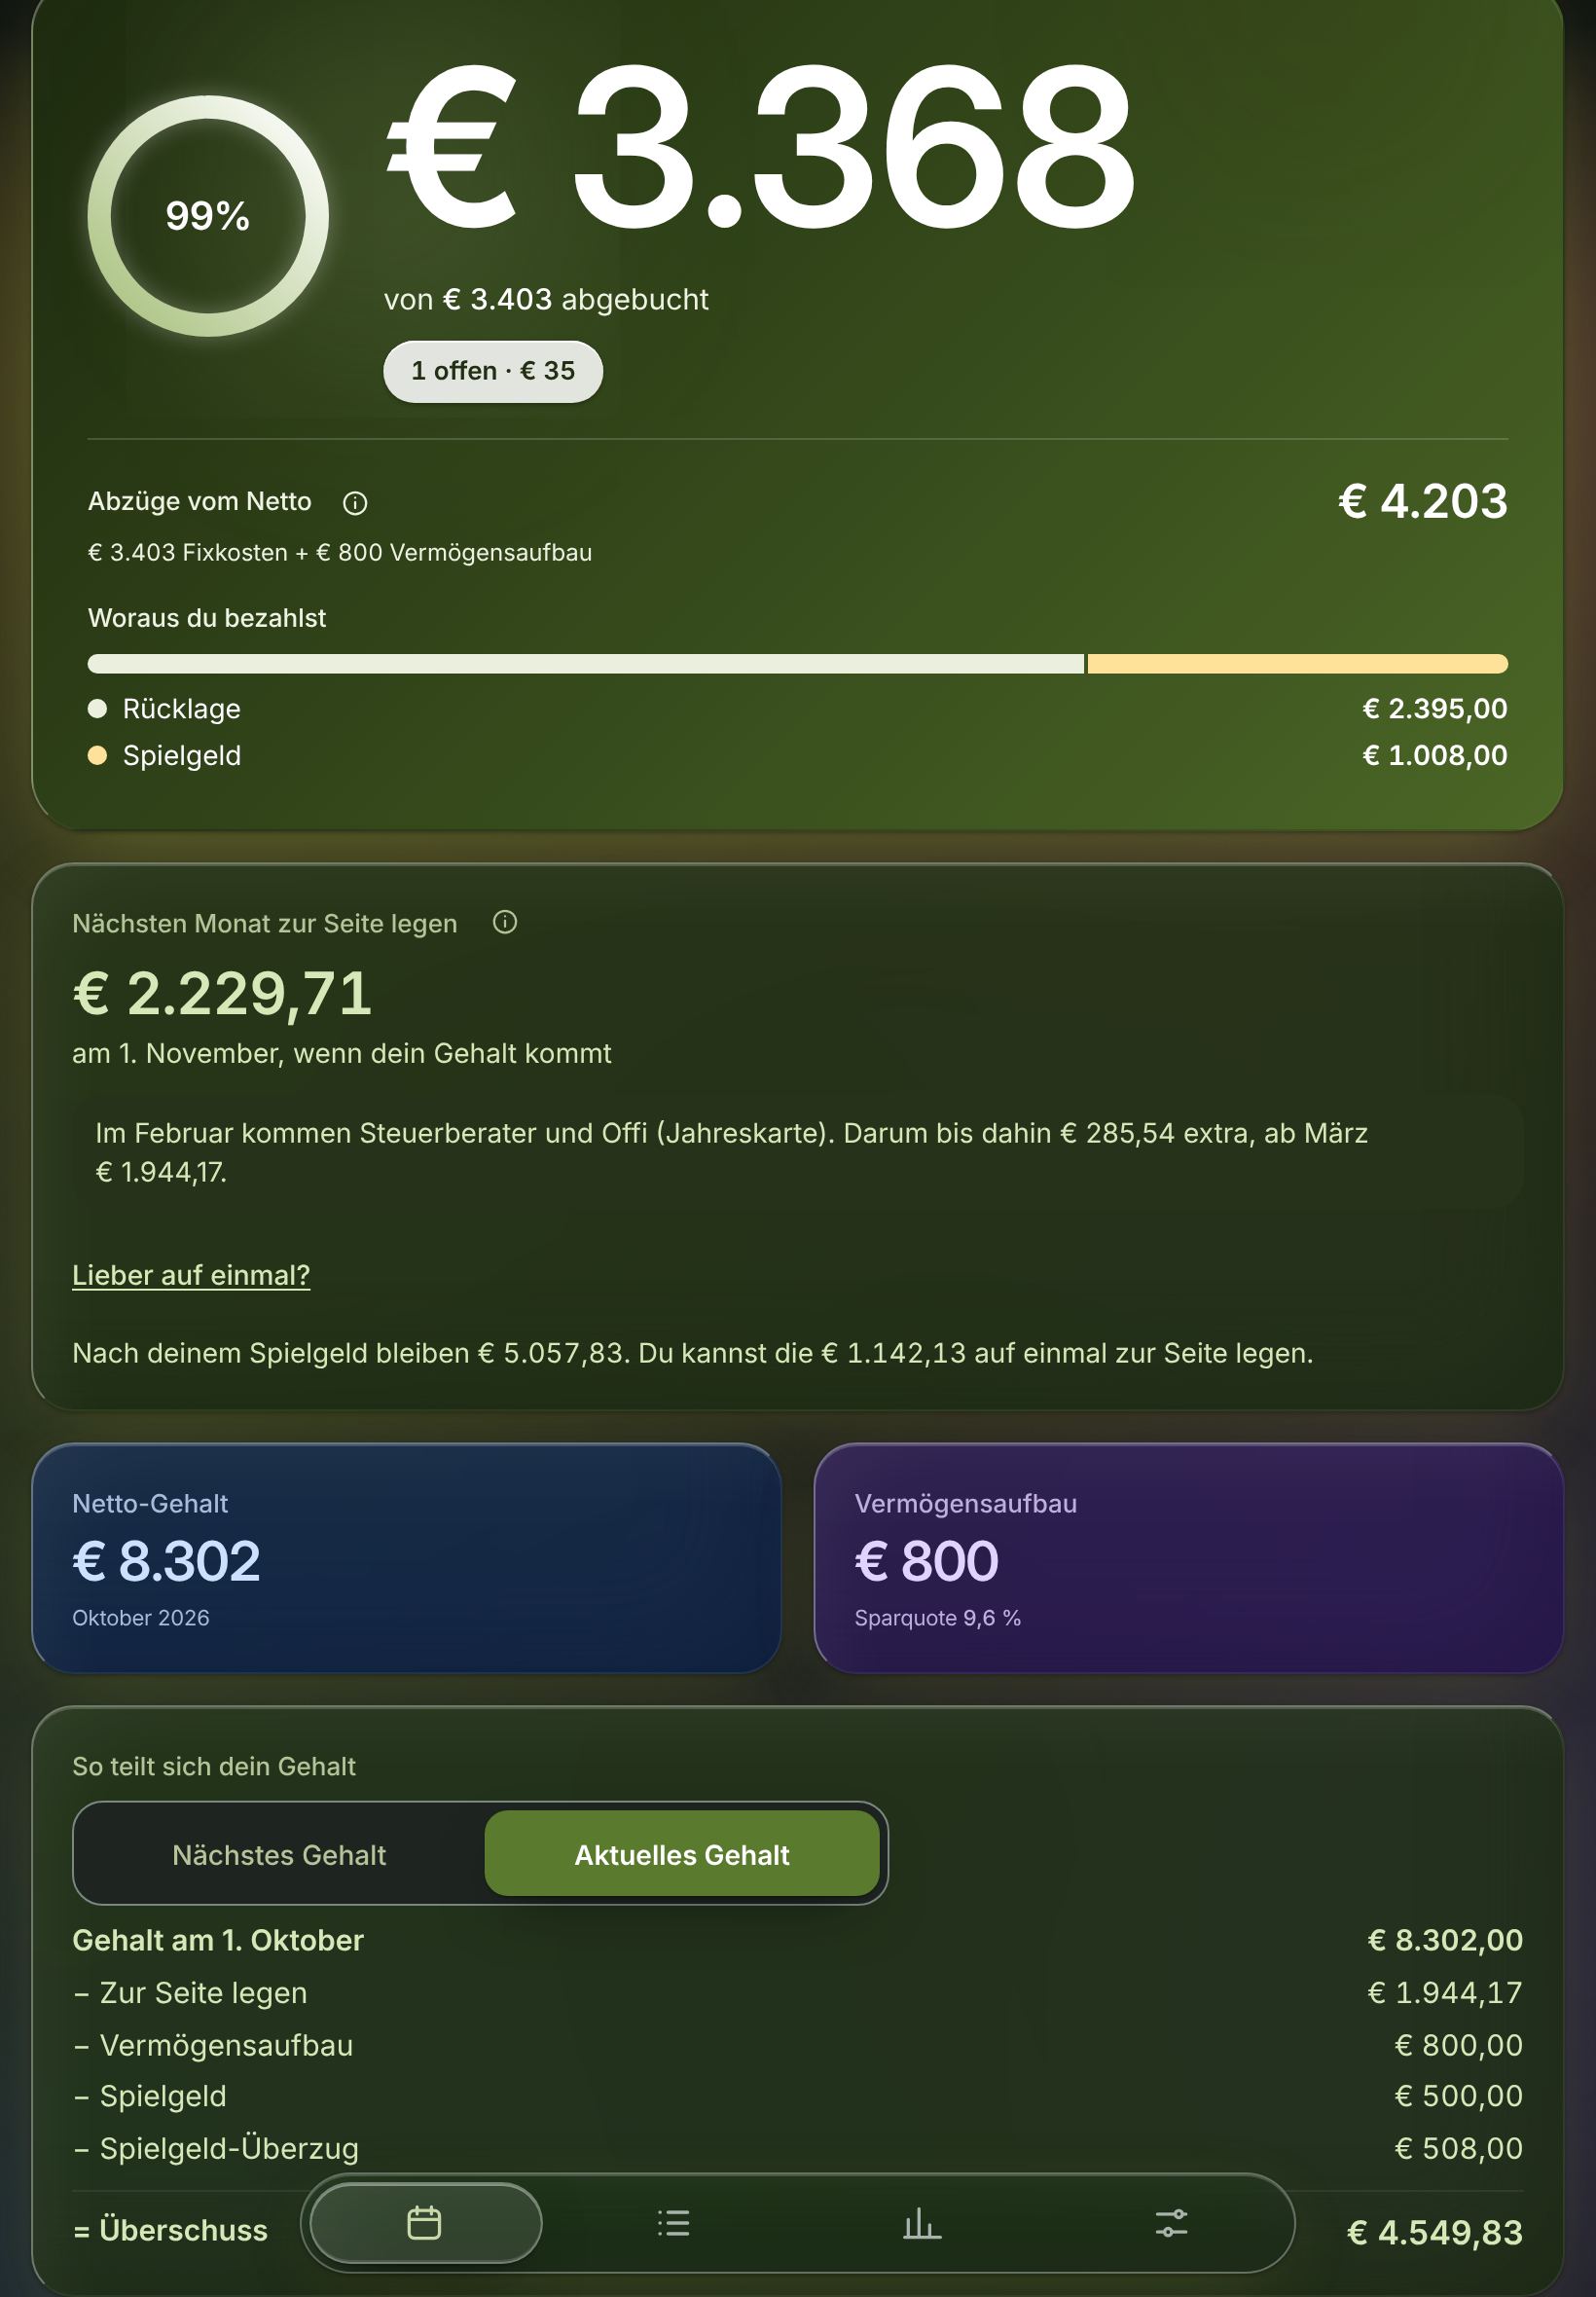 99%
€ 3.368
von € 3.403 abgebucht
1 offen · € 35
Abzüge vom Netto
€ 4.203
€ 3.403 Fixkosten + € 800 Vermögensaufbau
Woraus du bezahlst
Rücklage € 2.395,00
Spielgeld € 1.008,00
Nächsten Monat zur Seite legen
€ 2.229,71
am 1. November, wenn dein Gehalt kommt
Im Februar kommen Steuerberater und Offi (Jahreskarte). Darum bis dahin € 285,54 extra, ab März
€ 1.944,17.
Lieber auf einmal?
Nach deinem Spielgeld bleiben € 5.057,83. Du kannst die € 1.142,13 auf einmal zur Seite legen.
Netto-Gehalt
€ 8.302
Oktober 2026
Vermögensaufbau
€ 800
Sparquote 9,6 %
So teilt sich dein Gehalt
Nächstes Gehalt
Aktuelles Gehalt
Gehalt am 1. Oktober € 8.302,00
– Zur Seite legen € 1.944,17
– Vermögensaufbau € 800,00
– Spielgeld € 500,00
– Spielgeld-Überzug € 508,00
= Überschuss € 4.549,83